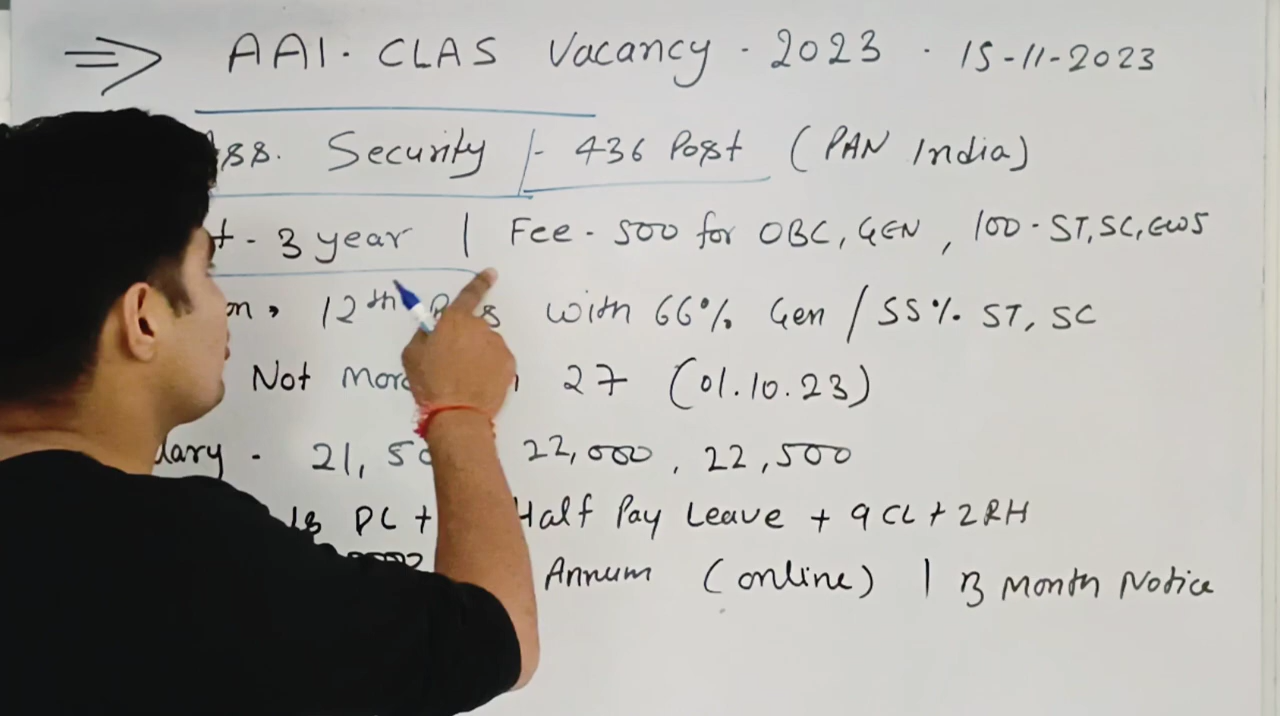 ⇒ AAI. CLAS Vacancy . 2023 . 15-11-2023
Ass. Security - 436 Post (PAN India)
- 3 year | Fee - 500 for OBC, GEN, 100 - ST, SC, EWS
12th with 66% Gen / 55% ST, SC
Not 27 (01.10.23)
21, 22,000, 22,500
PL + Half Pay Leave + 9 CL + 2 RH
Annum (online) | 3 Month Notice